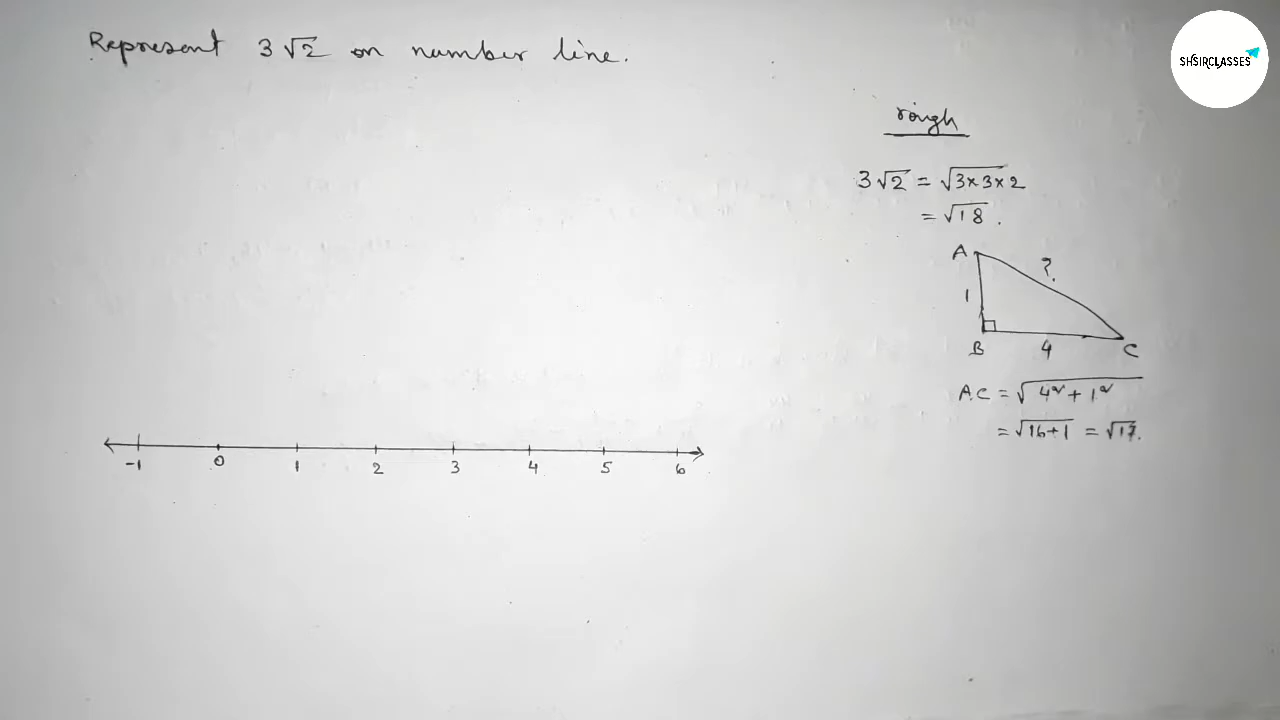 Represent 3√2 on number line.
SHSIRCLASSES
rough
3√2 = √3×3×2
= √18.
A
?.
1
B
4
C
AC = √4²+1²
= √16+1 = √17.
-1 0 1 2 3 4 5 6